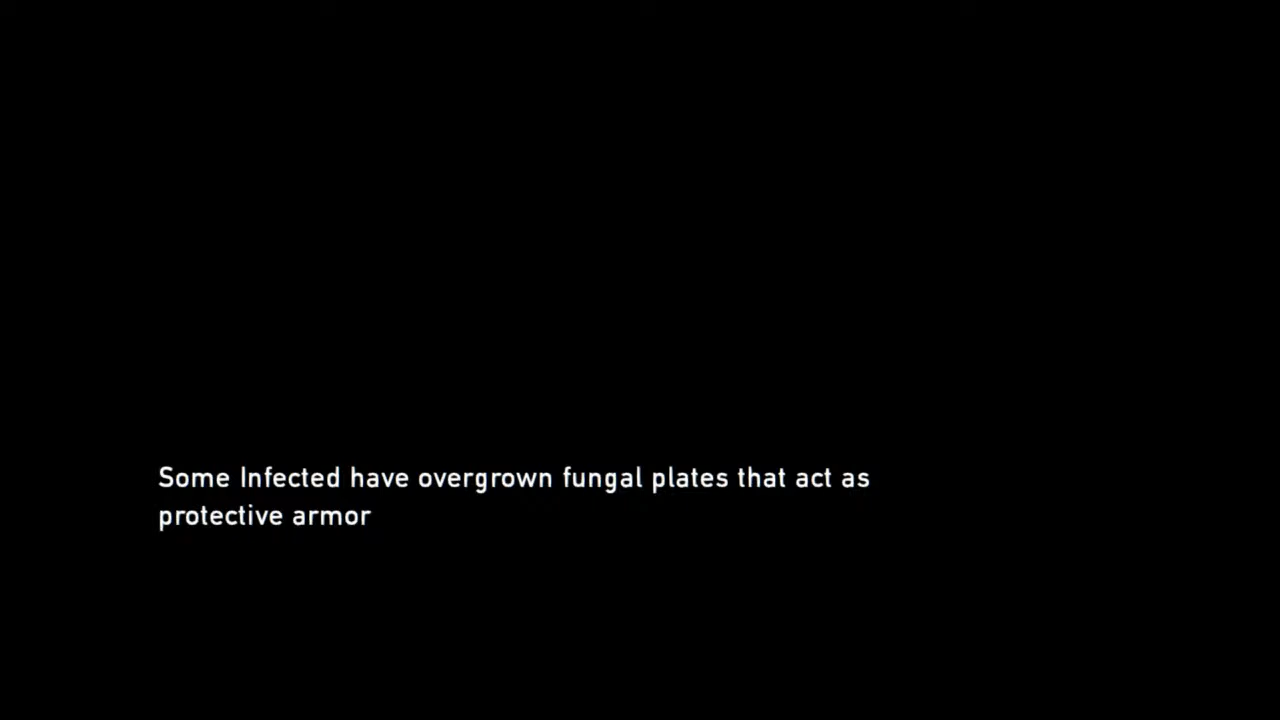 Some Infected have overgrown fungal plates that act as
protective armor